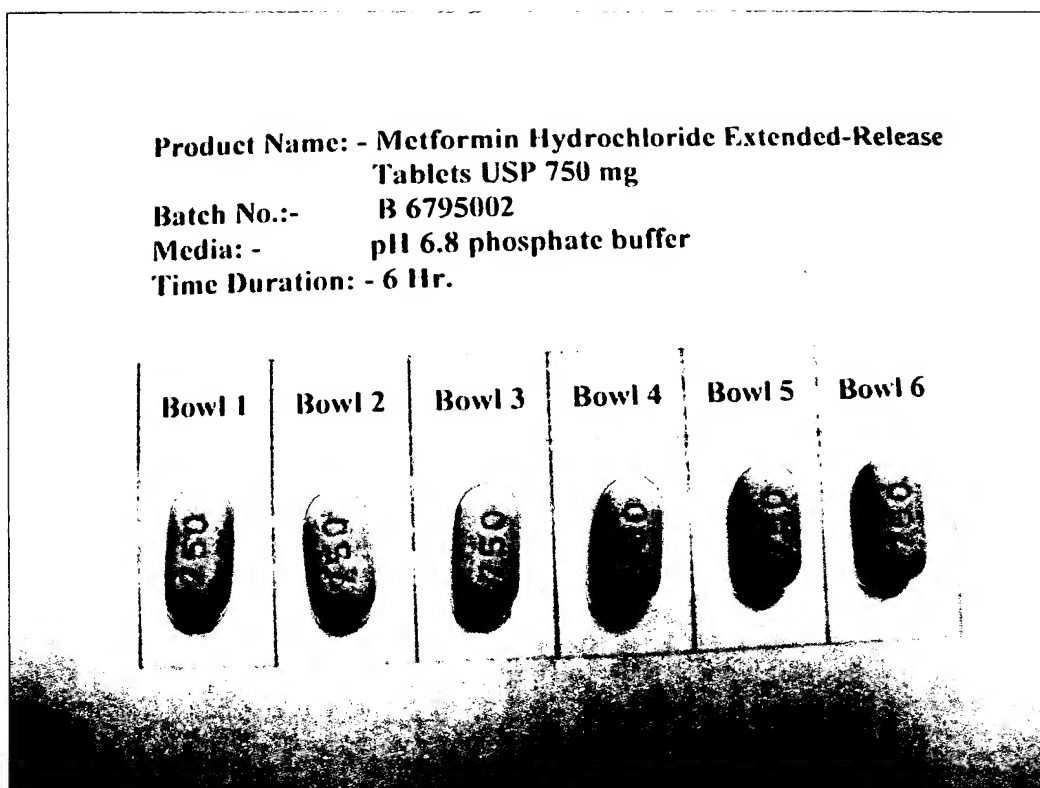 Product Name: - Metformin Hydrochloride Extended-Release
Tablets USP 750 mg
Batch No.:- B 6795002
Media: - pH 6.8 phosphate buffer
Time Duration: - 6 Hr.
Bowl 1 Bowl 2 Bowl 3 Bowl 4 Bowl 5 Bowl 6
750 750 750 750 750